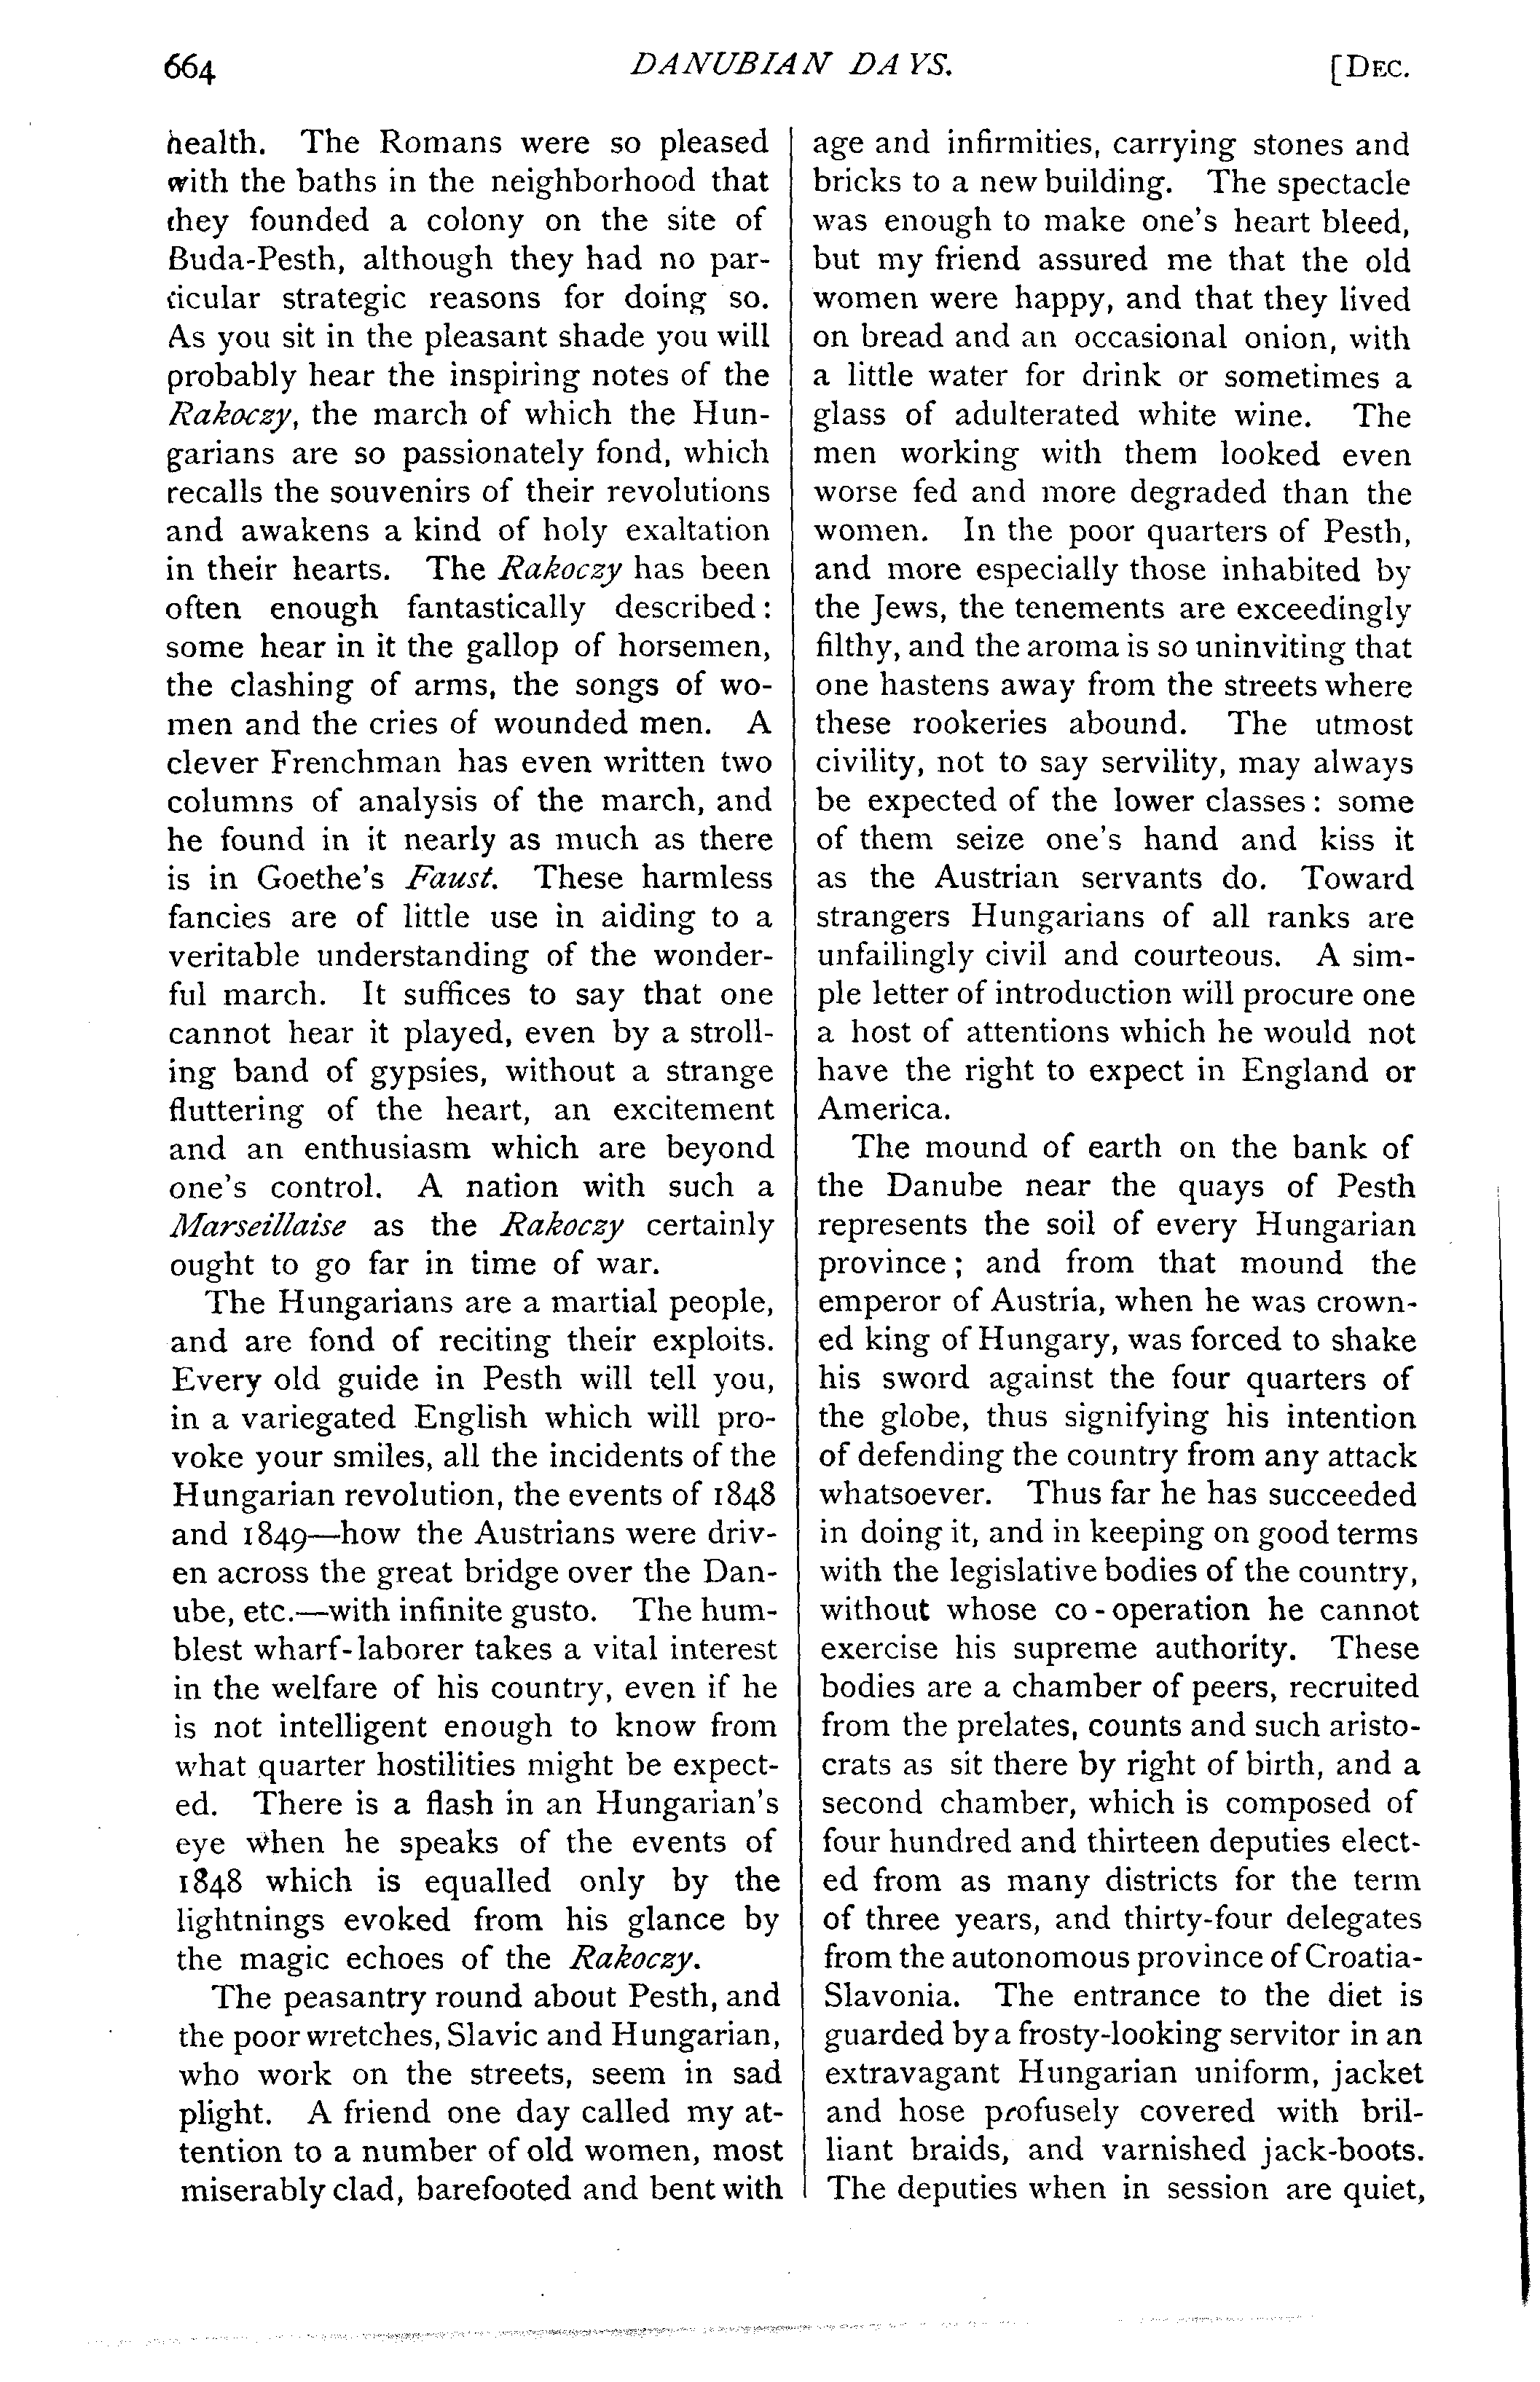 664
DANUBIAN DAYS.
[DEC.
health. The Romans were so pleased
with the baths in the neighborhood that
they founded a colony on the site of
Buda-Pesth, although they had no par-
ticular strategic reasons for doing so.
As you sit in the pleasant shade you will
probably hear the inspiring notes of the
Rakoczy, the march of which the Hun-
garians are so passionately fond, which
recalls the souvenirs of their revolutions
and awakens a kind of holy exaltation
in their hearts. The Rakoczy has been
often enough fantastically described:
some hear in it the gallop of horsemen,
the clashing of arms, the songs of wo-
men and the cries of wounded men. A
clever Frenchman has even written two
columns of analysis of the march, and
he found in it nearly as much as there
is in Goethe's Faust. These harmless
fancies are of little use in aiding to a
veritable understanding of the wonder-
ful march. It suffices to say that one
cannot hear it played, even by a stroll-
ing band of gypsies, without a strange
fluttering of the heart, an excitement
and an enthusiasm which are beyond
one's control. A nation with such a
Marseillaise as the Rakoczy certainly
ought to go far in time of war.
The Hungarians are a martial people,
and are fond of reciting their exploits.
Every old guide in Pesth will tell you,
in a variegated English which will pro-
voke your smiles, all the incidents of the
Hungarian revolution, the events of 1848
and 1849—how the Austrians were driv-
en across the great bridge over the Dan-
ube, etc.—with infinite gusto. The hum-
blest wharf-laborer takes a vital interest
in the welfare of his country, even if he
is not intelligent enough to know from
what quarter hostilities might be expect-
ed. There is a flash in an Hungarian's
eye when he speaks of the events of
1848 which is equalled only by the
lightnings evoked from his glance by
the magic echoes of the Rakoczy.
The peasantry round about Pesth, and
the poor wretches, Slavic and Hungarian,
who work on the streets, seem in sad
plight. A friend one day called my at-
tention to a number of old women, most
miserably clad, barefooted and bent with
age and infirmities, carrying stones and
bricks to a new building. The spectacle
was enough to make one's heart bleed,
but my friend assured me that the old
women were happy, and that they lived
on bread and an occasional onion, with
a little water for drink or sometimes a
glass of adulterated white wine. The
men working with them looked even
worse fed and more degraded than the
women. In the poor quarters of Pesth,
and more especially those inhabited by
the Jews, the tenements are exceedingly
filthy, and the aroma is so uninviting that
one hastens away from the streets where
these rookeries abound. The utmost
civility, not to say servility, may always
be expected of the lower classes: some
of them seize one's hand and kiss it
as the Austrian servants do. Toward
strangers Hungarians of all ranks are
unfailingly civil and courteous. A sim-
ple letter of introduction will procure one
a host of attentions which he would not
have the right to expect in England or
America.
The mound of earth on the bank of
the Danube near the quays of Pesth
represents the soil of every Hungarian
province; and from that mound the
emperor of Austria, when he was crown-
ed king of Hungary, was forced to shake
his sword against the four quarters of
the globe, thus signifying his intention
of defending the country from any attack
whatsoever. Thus far he has succeeded
in doing it, and in keeping on good terms
with the legislative bodies of the country,
without whose co-operation he cannot
exercise his supreme authority. These
bodies are a chamber of peers, recruited
from the prelates, counts and such aristo-
crats as sit there by right of birth, and a
second chamber, which is composed of
four hundred and thirteen deputies elect-
ed from as many districts for the term
of three years, and thirty-four delegates
from the autonomous province of Croatia-
Slavonia. The entrance to the diet is
guarded by a frosty-looking servitor in an
extravagant Hungarian uniform, jacket
and hose profusely covered with bril-
liant braids, and varnished jack-boots.
The deputies when in session are quiet,